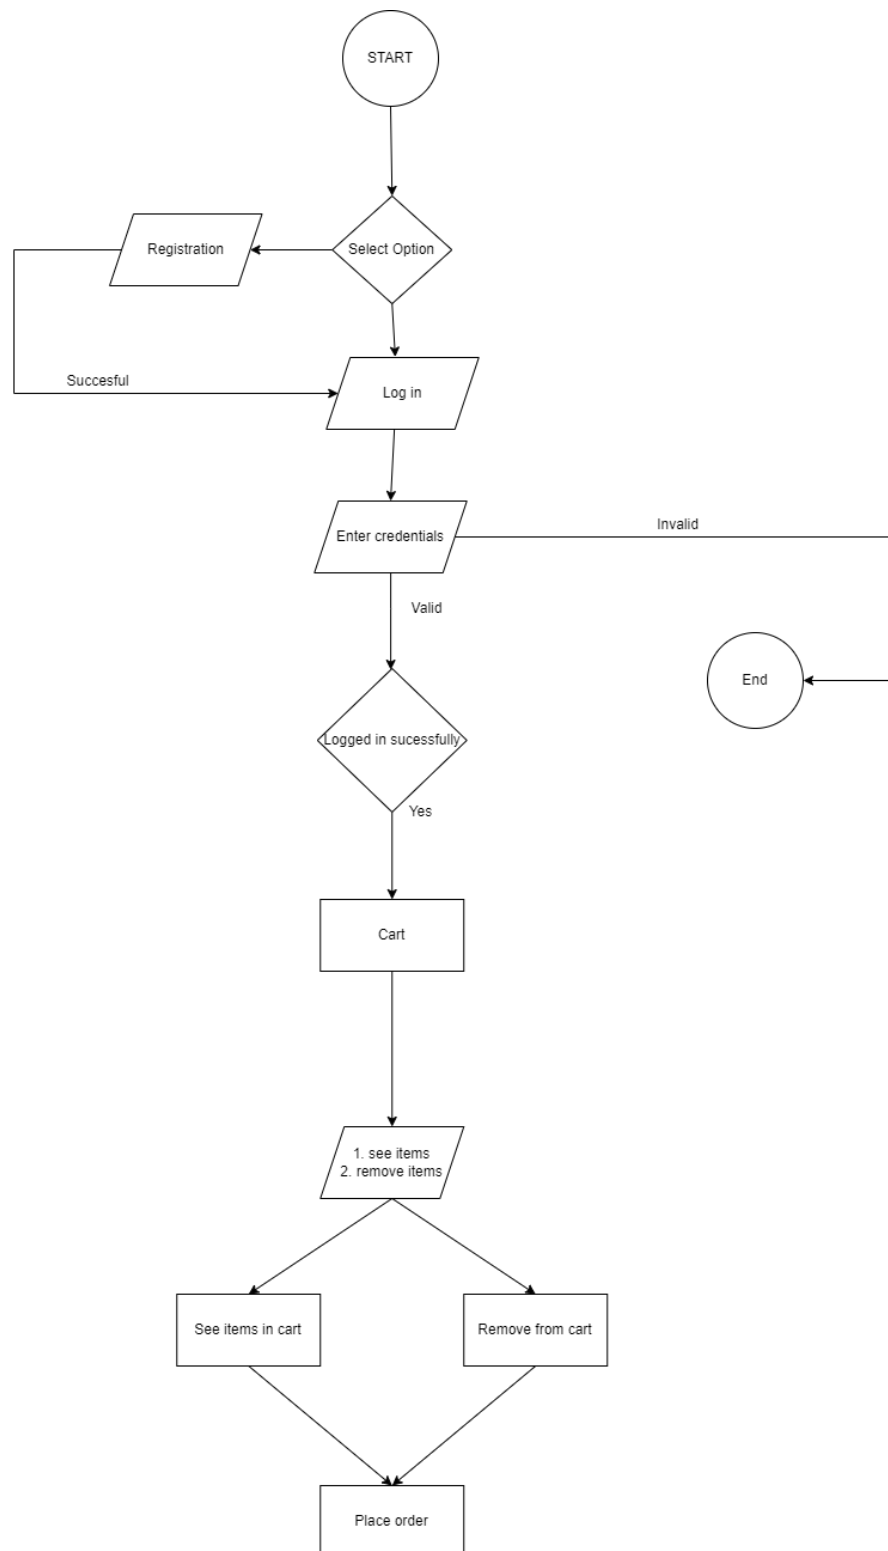 START
Select Option
Registration
Succesful
Log in
Enter credentials
Invalid
Valid
End
Logged in sucessfully
Yes
Cart
1. see items
2. remove items
See items in cart
Remove from cart
Place order